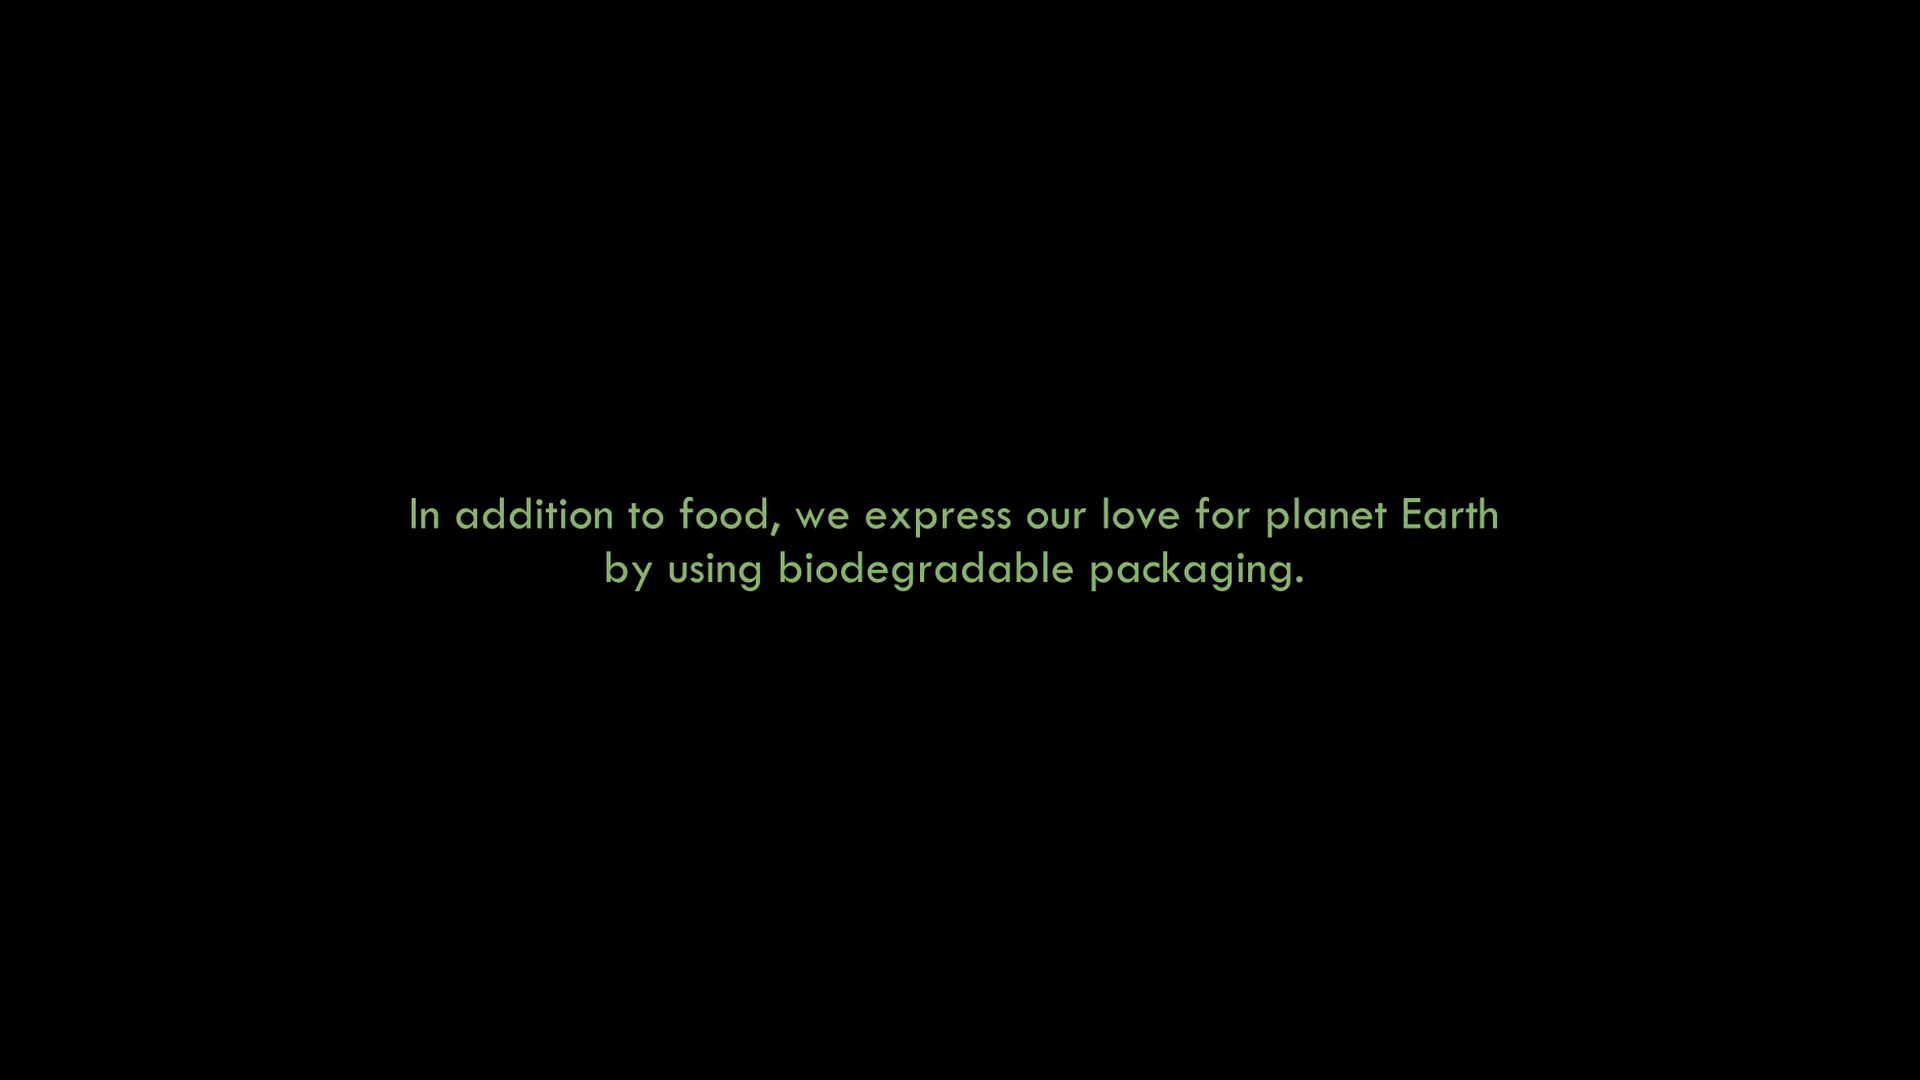 In addition to food, we express our love for planet Earth
by using biodegradable packaging.